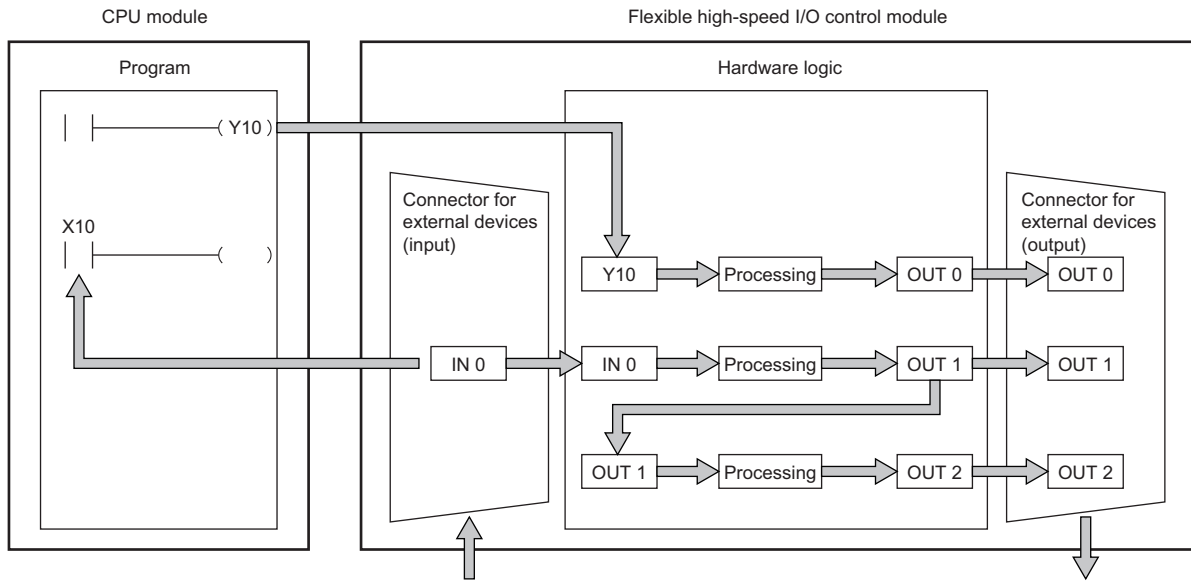 CPU module
Flexible high-speed I/O control module
Program
Hardware logic
( Y10 )
X10
( )
Connector for
external devices
(input)
Connector for
external devices
(output)
Y10
Processing
OUT 0
OUT 0
IN 0
IN 0
Processing
OUT 1
OUT 1
OUT 1
Processing
OUT 2
OUT 2